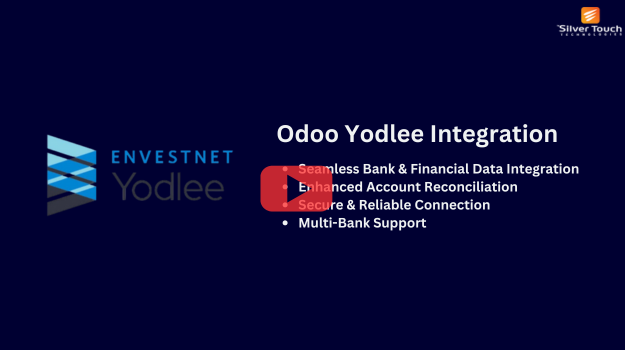 Silver Touch
TECHNOLOGIES
Odoo Yodlee Integration
ENVESTNET
Yodlee
• Seamless Bank & Financial Data Integration
• Enhanced Account Reconciliation
• Secure & Reliable Connection
• Multi-Bank Support